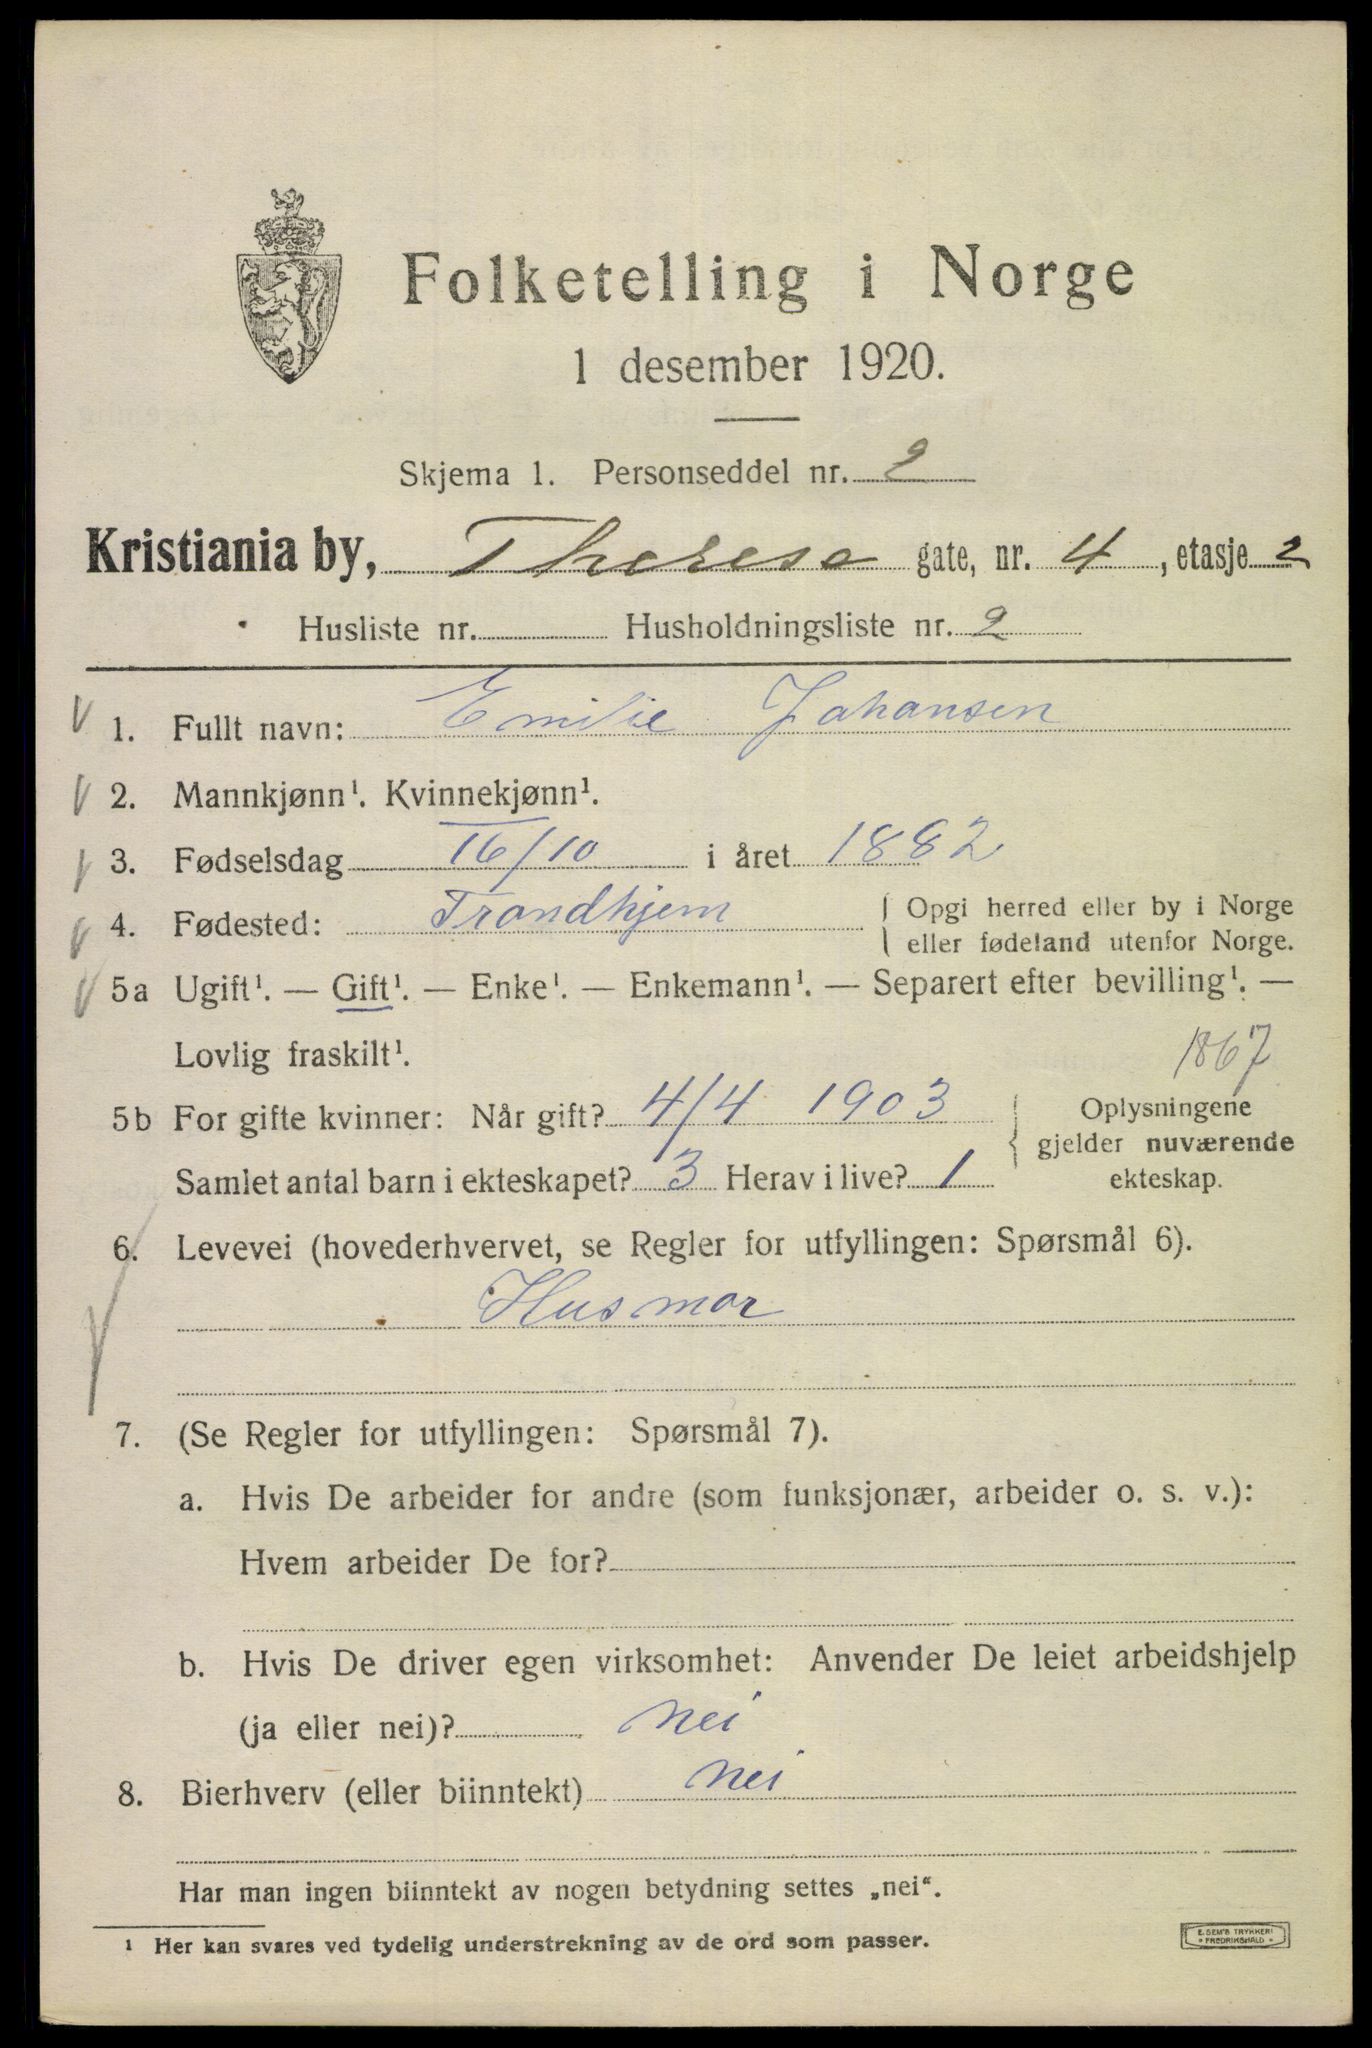 Folketelling i Norge
1 desember 1920.
Skjema 1. Personseddel nr. 2
Kristiania by, Therese gate, nr. 4, etasje 2
Husliste nr. Husholdningsliste nr. 2
1. Fullt navn: Emilie Johansen
2. Mannkjønn¹. Kvinnekjønn¹.
3. Fødselsdag 16/10 i året 1882
4. Fødested: Trondhjem { Opgi herred eller by i Norge
eller fødeland utenfor Norge.
5a Ugift¹. — Gift¹. — Enke¹. — Enkemann¹. — Separert efter bevilling¹. —
Lovlig fraskilt¹.
1867
5b For gifte kvinner: Når gift? 4/4 1903
Samlet antal barn i ekteskapet? 3 Herav i live? 1
Oplysningene
gjelder nuværende
ekteskap.
6. Levevei (hovederhvervet, se Regler for utfyllingen: Spørsmål 6).
Husmor
7. (Se Regler for utfyllingen: Spørsmål 7).
a. Hvis De arbeider for andre (som funksjonær, arbeider o. s. v.):
Hvem arbeider De for?
b. Hvis De driver egen virksomhet: Anvender De leiet arbeidshjelp
(ja eller nei)? nei
8. Bierhverv (eller biinntekt) nei
Har man ingen biinntekt av nogen betydning settes „nei“.
¹ Her kan svares ved tydelig understrekning av de ord som passer.
E. SEM'S TRYKKERI
• FREDRIKSHALD •